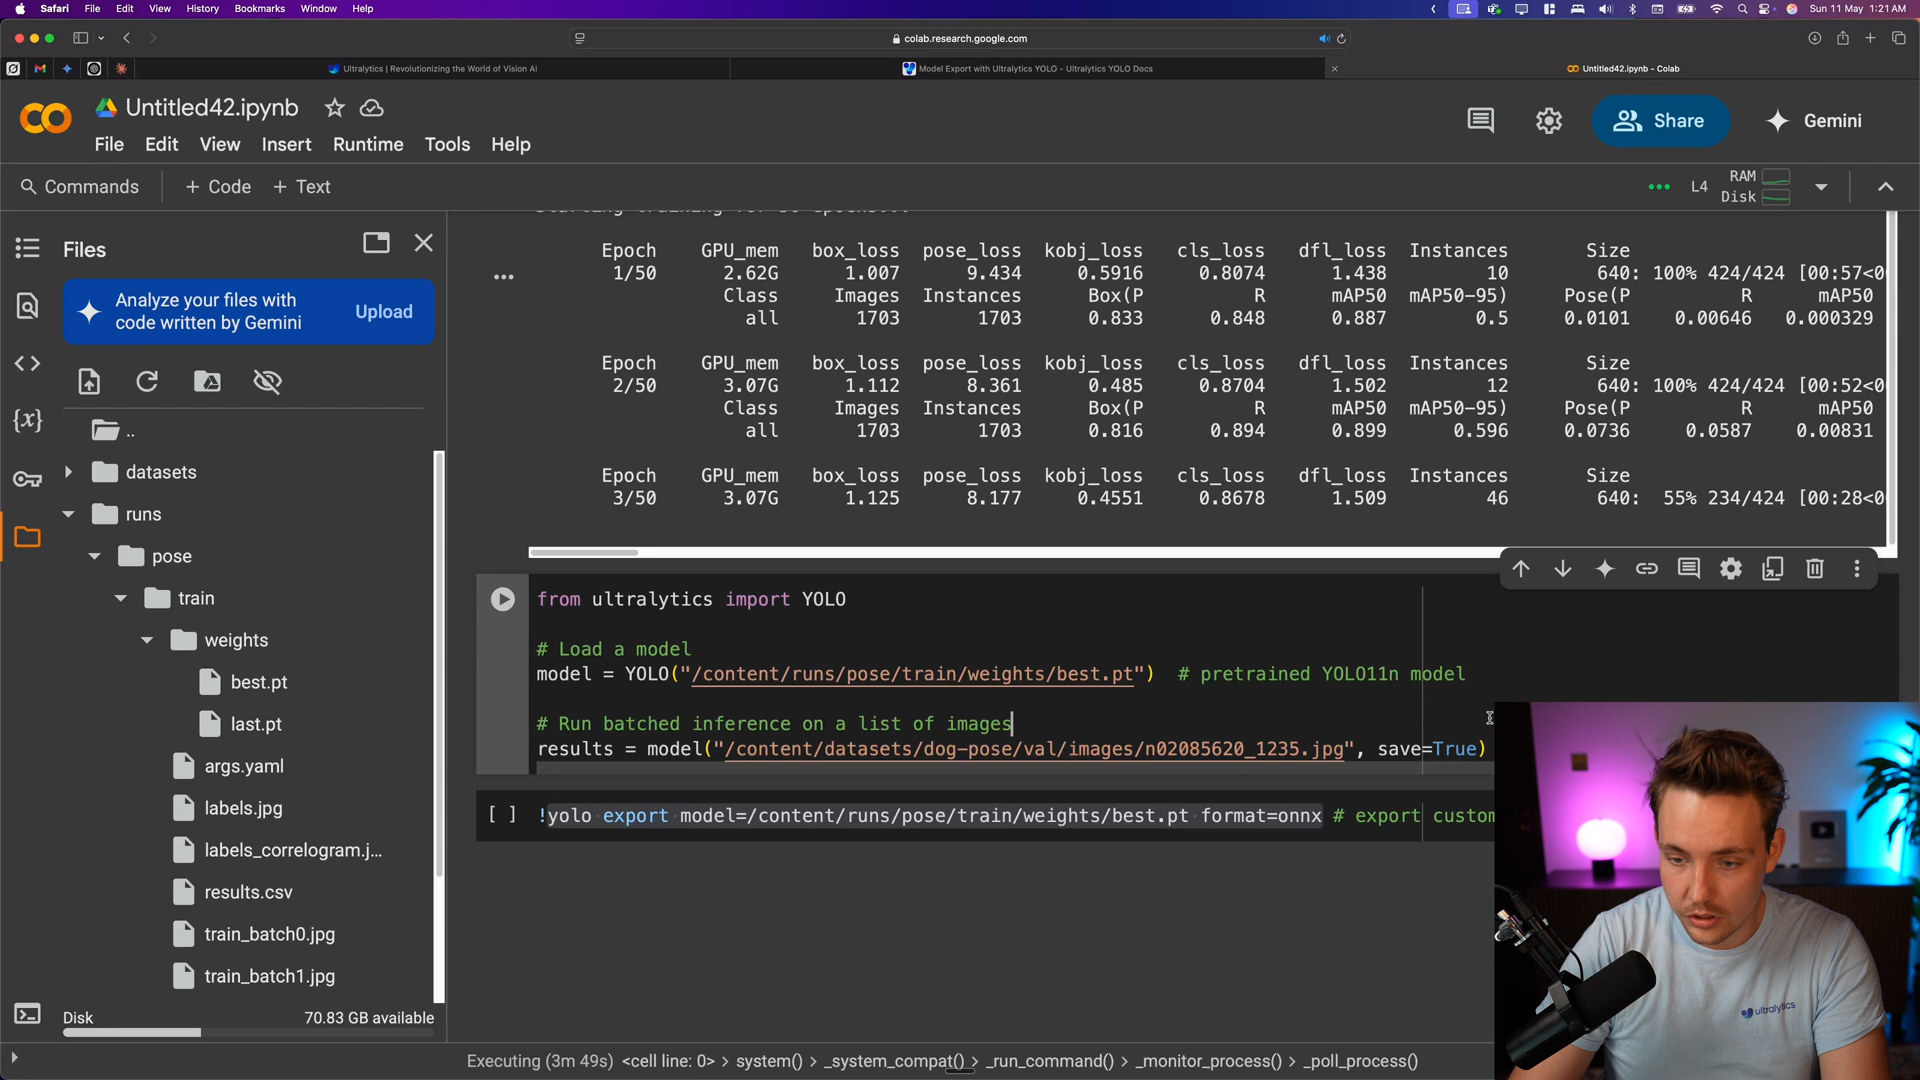 Safari File Edit View History Bookmarks Window Help
Sun 11 May 1:21 AM
colab.research.google.com
Ultralytics | Revolutionizing the World of Vision AI
Model Export with Ultralytics YOLO - Ultralytics YOLO Docs
Untitled42.ipynb - Colab
Untitled42.ipynb
File Edit View Insert Runtime Tools Help
Share
Gemini
Commands
+ Code + Text
L4
RAM
Disk
Files
Analyze your files with
code written by Gemini
Upload
..
datasets
runs
pose
train
weights
best.pt
last.pt
args.yaml
labels.jpg
labels_correlogram.j...
results.csv
train_batch0.jpg
train_batch1.jpg
Disk 70.83 GB available
Epoch GPU_mem box_loss pose_loss kobj_loss cls_loss dfl_loss Instances Size
1/50 2.62G 1.007 9.434 0.5916 0.8074 1.438 10 640: 100% 424/424 [00:57<0
Class Images Instances Box(P R mAP50 mAP50-95) Pose(P R mAP50
all 1703 1703 0.833 0.848 0.887 0.5 0.0101 0.00646 0.000329
Epoch GPU_mem box_loss pose_loss kobj_loss cls_loss dfl_loss Instances Size
2/50 3.07G 1.112 8.361 0.485 0.8704 1.502 12 640: 100% 424/424 [00:52<0
Class Images Instances Box(P R mAP50 mAP50-95) Pose(P R mAP50
all 1703 1703 0.816 0.894 0.899 0.596 0.0736 0.0587 0.00831
Epoch GPU_mem box_loss pose_loss kobj_loss cls_loss dfl_loss Instances Size
3/50 3.07G 1.125 8.177 0.4551 0.8678 1.509 46 640: 55% 234/424 [00:28<0
from ultralytics import YOLO
# Load a model
model = YOLO("/content/runs/pose/train/weights/best.pt") # pretrained YOLO11n model
# Run batched inference on a list of images
results = model("/content/datasets/dog-pose/val/images/n02085620_1235.jpg", save=True)
[ ] !yolo export model=/content/runs/pose/train/weights/best.pt format=onnx # export custom
ultralytics
Executing (3m 49s) <cell line: 0> > system() > _system_compat() > _run_command() > _monitor_process() > _poll_process()